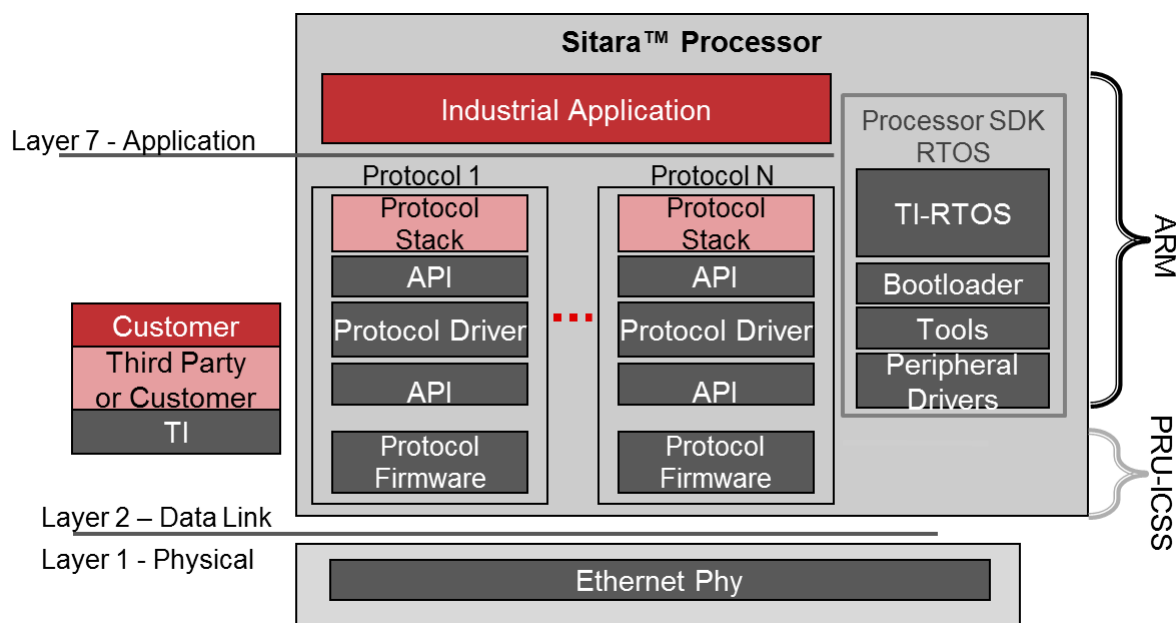 Sitara™ Processor
Industrial Application
Layer 7 - Application
Processor SDK
RTOS
Protocol 1
Protocol N
Protocol
Stack
Protocol
Stack
TI-RTOS
API
API
Bootloader
Customer
Protocol Driver
Protocol Driver
Tools
Third Party
or Customer
API
API
Peripheral
Drivers
TI
Protocol
Firmware
Protocol
Firmware
ARM
PRU-ICSS
Layer 2 – Data Link
Layer 1 - Physical
Ethernet Phy